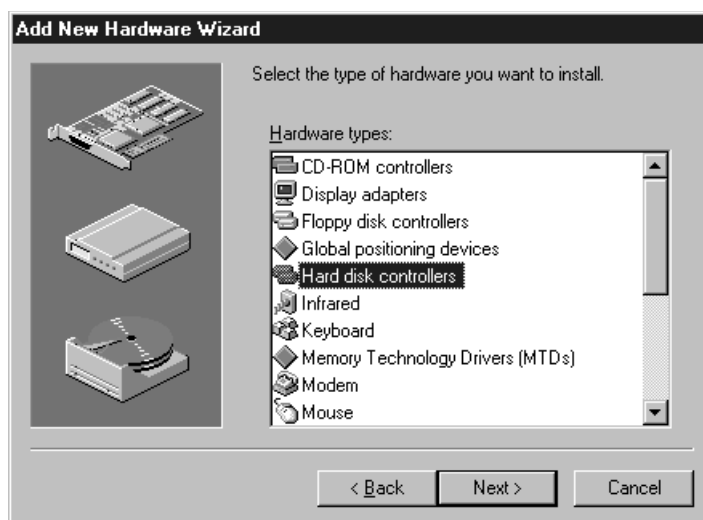 Add New Hardware Wizard
Select the type of hardware you want to install.
Hardware types:
CD-ROM controllers
Display adapters
Floppy disk controllers
Global positioning devices
Hard disk controllers
Infrared
Keyboard
Memory Technology Drivers (MTDs)
Modem
Mouse
< Back
Next >
Cancel